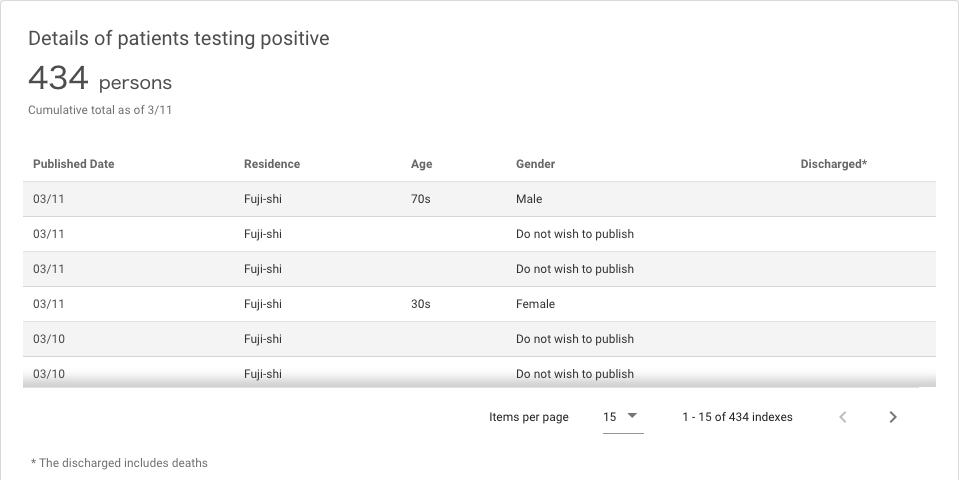 Details of patients testing positive
434 persons
Cumulative total as of 3/11
Published Date Residence Age Gender Discharged*
03/11 Fuji-shi 70s Male
03/11 Fuji-shi Do not wish to publish
03/11 Fuji-shi Do not wish to publish
03/11 Fuji-shi 30s Female
03/10 Fuji-shi Do not wish to publish
03/10 Fuji-shi Do not wish to publish
Items per page 15 1 - 15 of 434 indexes
* The discharged includes deaths